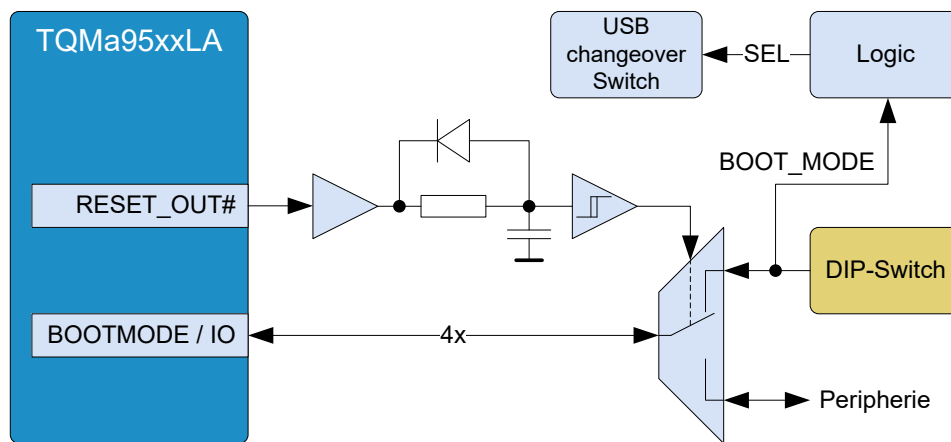 TQMa95xxLA
USB
changeover
Switch
SEL
Logic
BOOT_MODE
RESET_OUT#
DIP-Switch
BOOTMODE / IO
4x
Peripherie